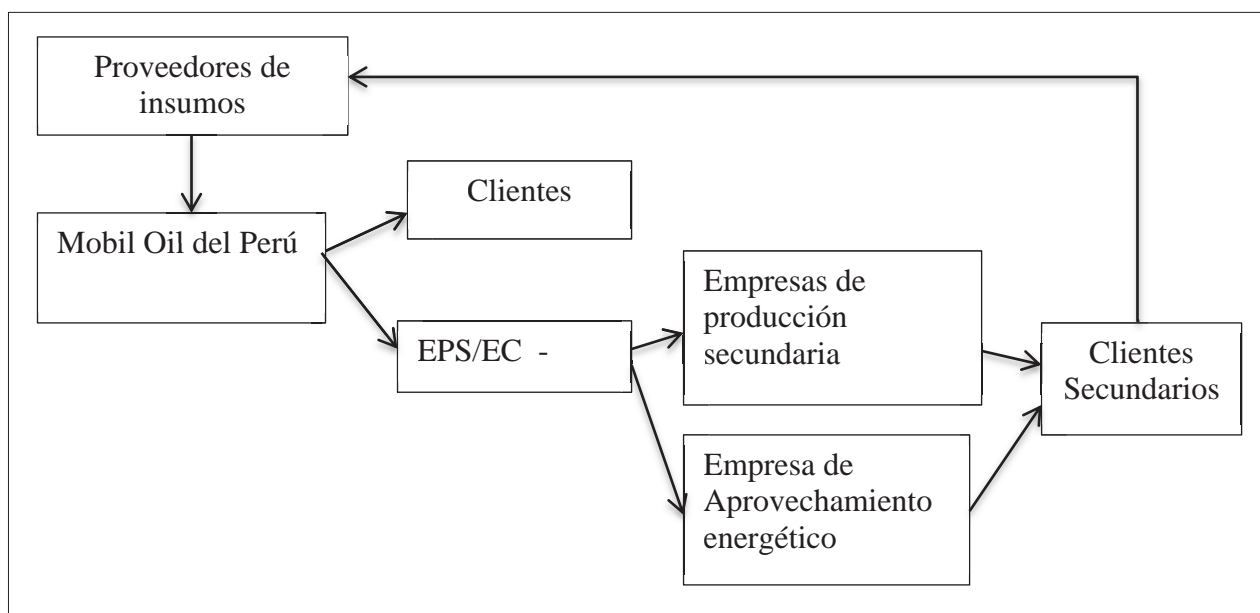 Proveedores de
insumos
Clientes
Mobil Oil del Perú
Empresas de
producción
secundaria
EPS/EC -
Clientes
Secundarios
Empresa de
Aprovechamiento
energético